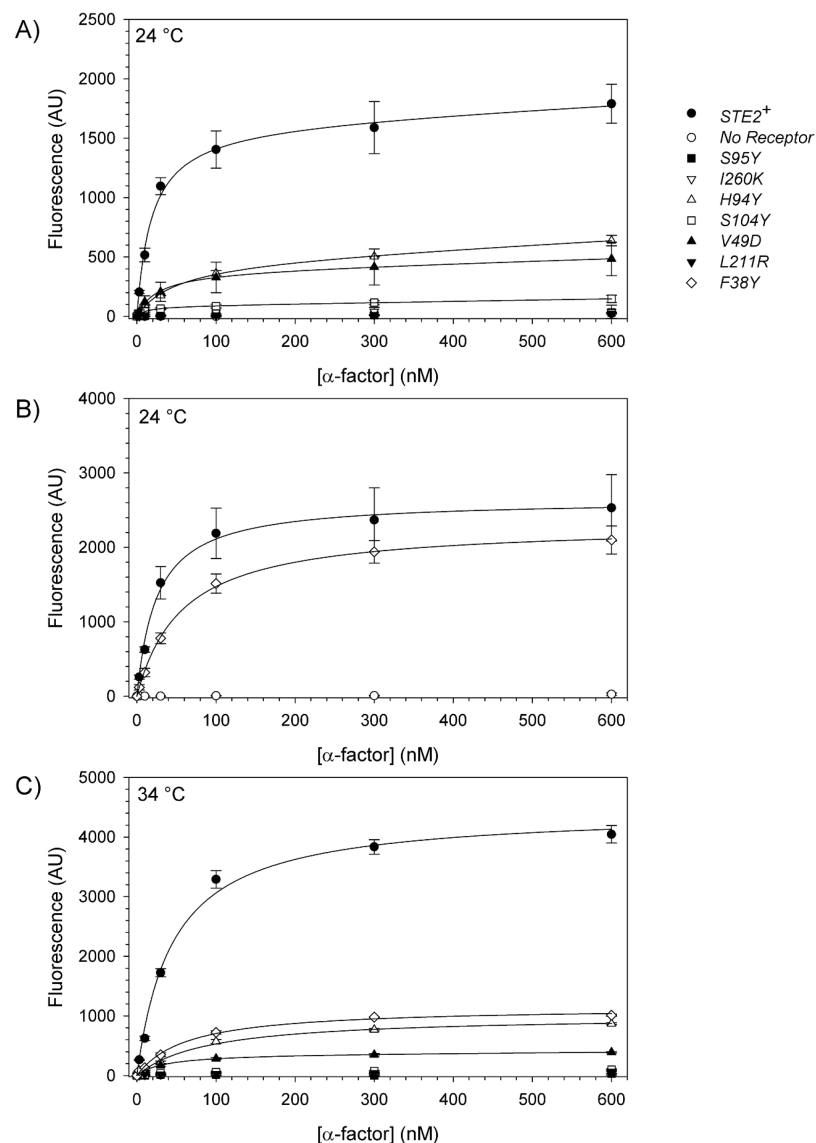 A)
24 °C
2500
2000
1500
1000
500
0
Fluorescence (AU)
0 100 200 300 400 500 600
[α-factor] (nM)
STE2+
No Receptor
S95Y
I260K
H94Y
S104Y
V49D
L211R
F38Y
B)
24 °C
4000
3000
2000
1000
0
Fluorescence (AU)
0 100 200 300 400 500 600
[α-factor] (nM)
C)
34 °C
5000
4000
3000
2000
1000
0
Fluorescence (AU)
0 100 200 300 400 500 600
[α-factor] (nM)